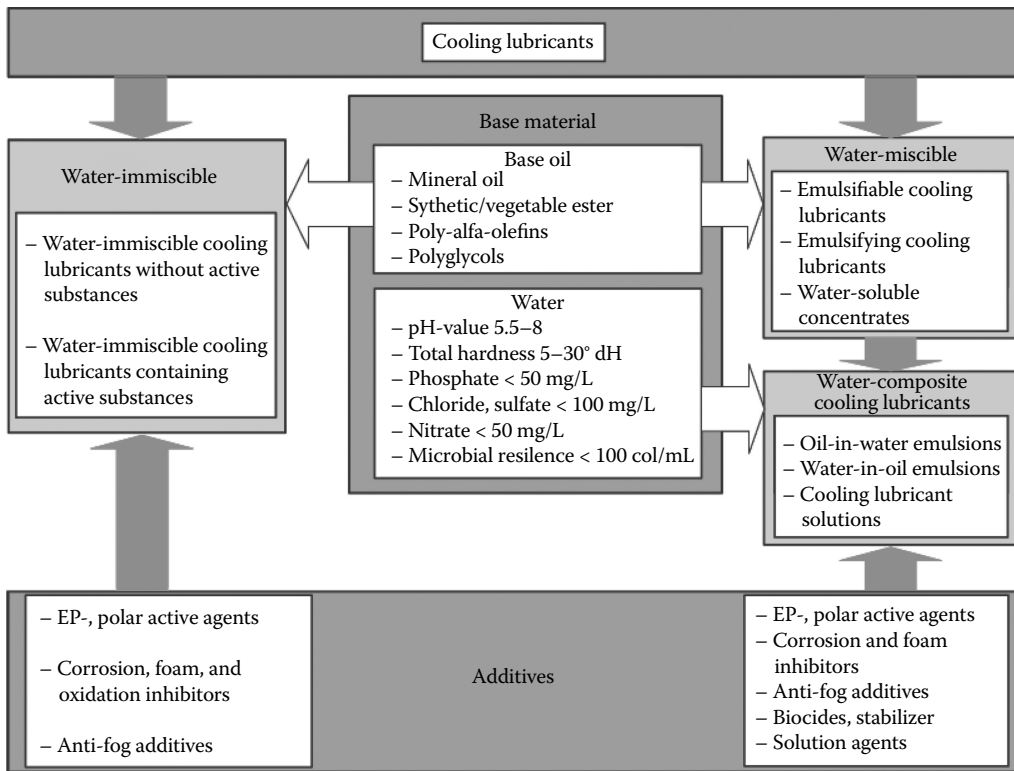 Cooling lubricants
Base material
Water-immiscible
– Water-immiscible cooling
lubricants without active
substances
– Water-immiscible cooling
lubricants containing
active substances
Base oil
– Mineral oil
– Sythetic/vegetable ester
– Poly-alfa-olefins
– Polyglycols
Water
– pH-value 5.5–8
– Total hardness 5–30° dH
– Phosphate < 50 mg/L
– Chloride, sulfate < 100 mg/L
– Nitrate < 50 mg/L
– Microbial resilence < 100 col/mL
Water-miscible
– Emulsifiable cooling
lubricants
– Emulsifying cooling
lubricants
– Water-soluble
concentrates
Water-composite
cooling lubricants
– Oil-in-water emulsions
– Water-in-oil emulsions
– Cooling lubricant
solutions
– EP-, polar active agents
– Corrosion, foam, and
oxidation inhibitors
– Anti-fog additives
Additives
– EP-, polar active agents
– Corrosion and foam
inhibitors
– Anti-fog additives
– Biocides, stabilizer
– Solution agents